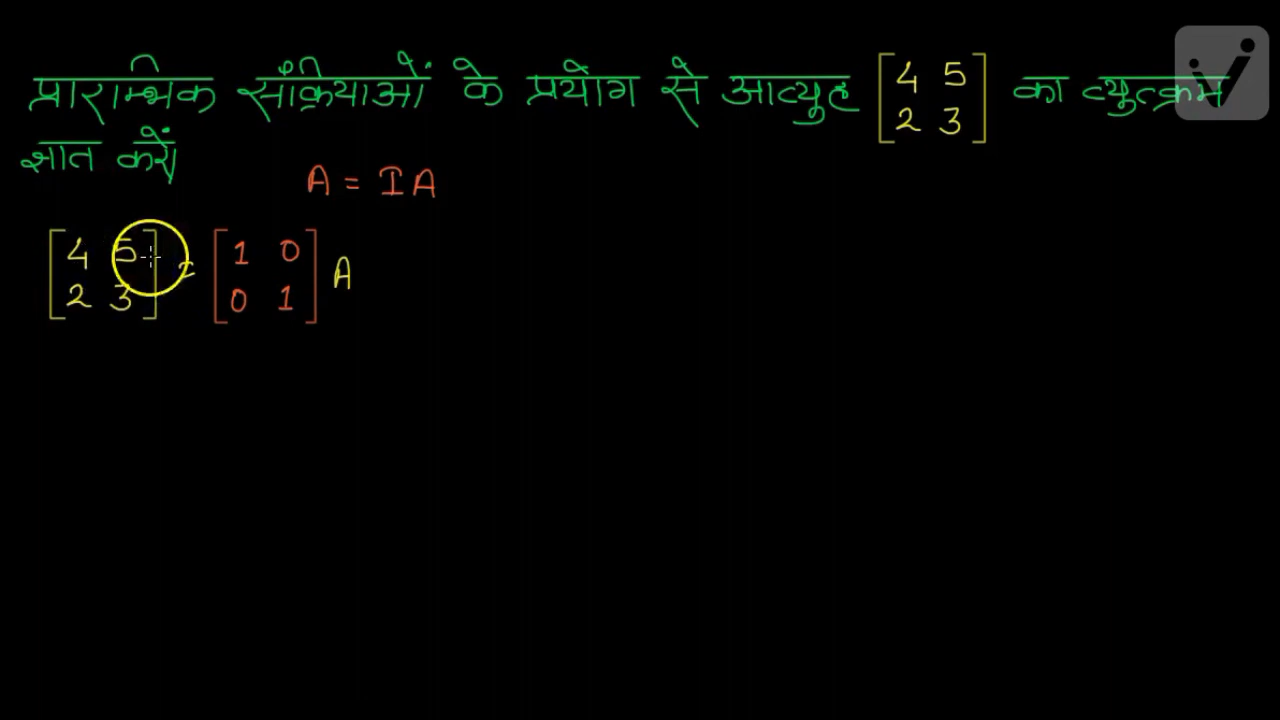 प्रारम्भिक संक्रियाओं के प्रयोग से आव्यूह [4 5 का व्युत्क्रम
2 3]
ज्ञात करें।
A = IA
[4 5 = [1 0 A
2 3] 0 1]